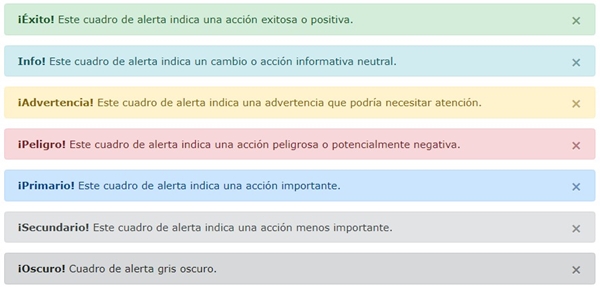 ¡Éxito! Este cuadro de alerta indica una acción exitosa o positiva. ×
Info! Este cuadro de alerta indica un cambio o acción informativa neutral. ×
¡Advertencia! Este cuadro de alerta indica una advertencia que podría necesitar atención. ×
¡Peligro! Este cuadro de alerta indica una acción peligrosa o potencialmente negativa. ×
¡Primario! Este cuadro de alerta indica una acción importante. ×
¡Secundario! Este cuadro de alerta indica una acción menos importante. ×
¡Oscuro! Cuadro de alerta gris oscuro. ×